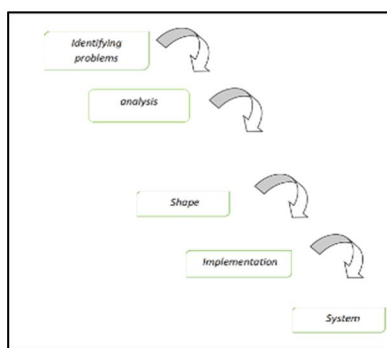 Identifying
problems
analysis
Shape
Implementation
System